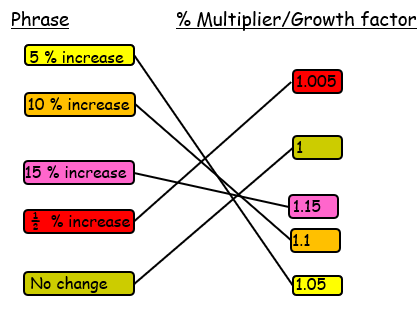 Phrase
% Multiplier/Growth factor
5 % increase
10 % increase
15 % increase
½ % increase
No change
1.005
1
1.15
1.1
1.05